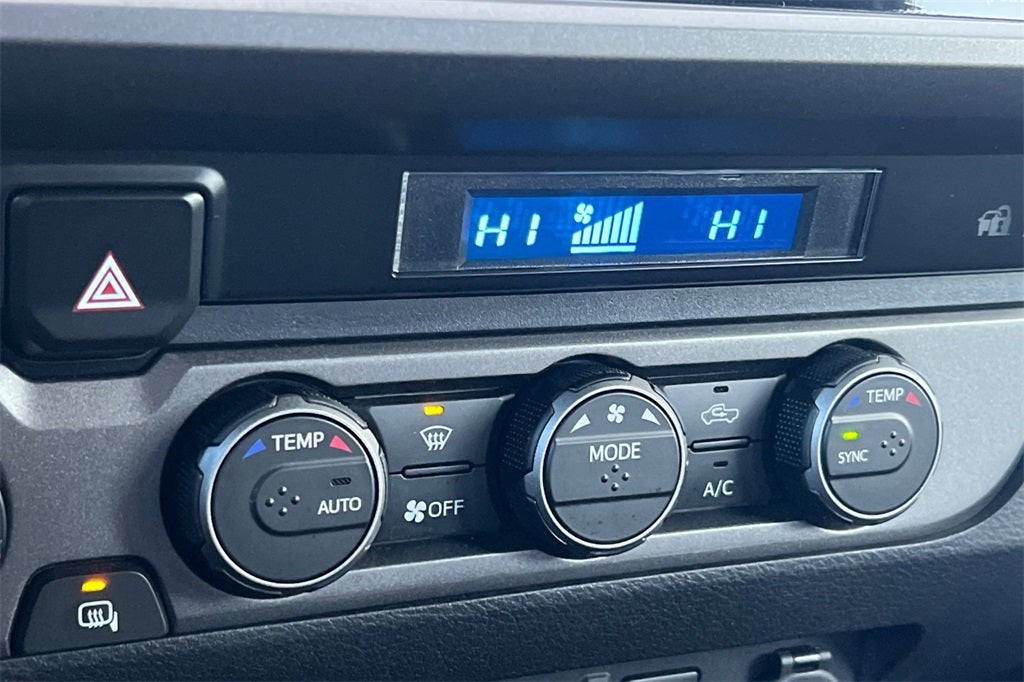 HI HI
TEMP
AUTO
OFF
MODE
A/C
TEMP
SYNC